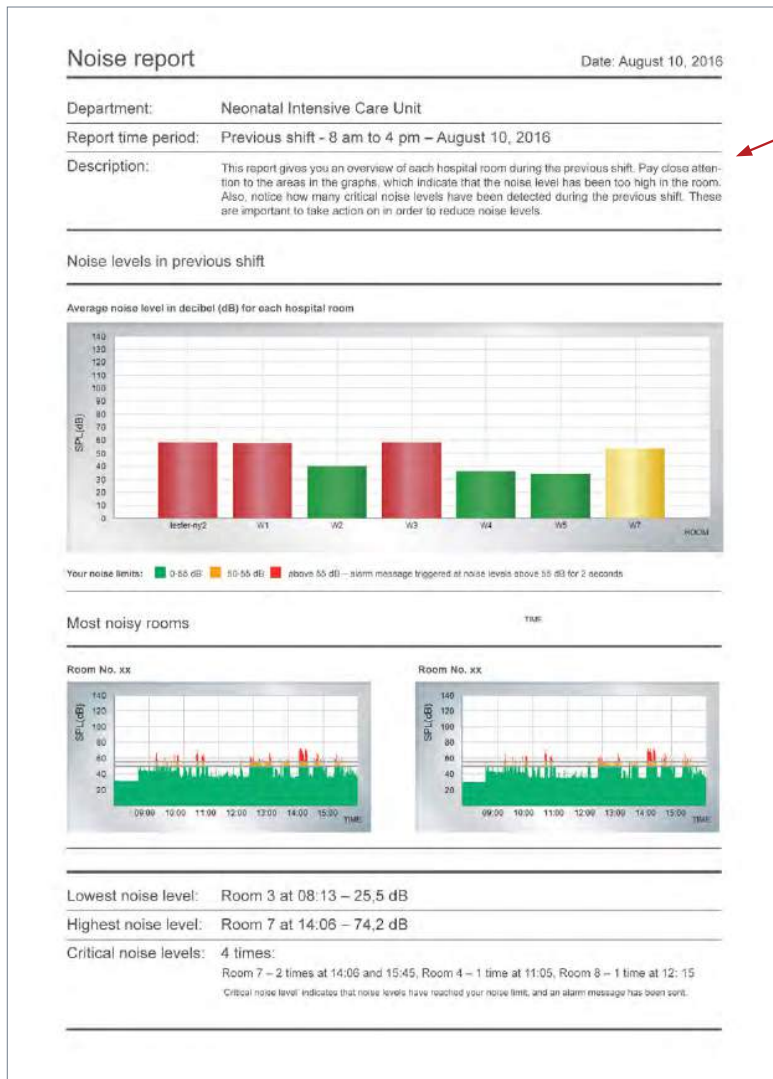 Noise report
Date: August 10, 2016
Department: Neonatal Intensive Care Unit
Report time period: Previous shift - 8 am to 4 pm – August 10, 2016
Description: This report gives you an overview of each hospital room during the previous shift. Pay close atten-
tion to the areas in the graphs, which indicate that the noise level has been too high in the room.
Also, notice how many critical noise levels have been detected during the previous shift. These
are important to take action on in order to reduce noise levels.
Noise levels in previous shift
Average noise level in decibel (dB) for each hospital room
SPL(dB)
140
130
120
110
100
90
80
70
60
50
40
30
20
10
0
tester-ny2 W1 W2 W3 W4 W5 W7
ROOM
Your noise limits: 0-55 dB 50-55 dB above 55 dB – alarm message triggered at noise levels above 55 dB for 2 seconds
Most noisy rooms
TIME
Room No. xx
SPL(dB)
140
120
100
80
60
40
20
09:00 10:00 11:00 12:00 13:00 14:00 15:00
TIME
Room No. xx
SPL(dB)
140
120
100
80
60
40
20
09:00 10:00 11:00 12:00 13:00 14:00 15:00
TIME
Lowest noise level: Room 3 at 08:13 – 25,5 dB
Highest noise level: Room 7 at 14:06 – 74,2 dB
Critical noise levels: 4 times:
Room 7 – 2 times at 14:06 and 15:45, Room 4 – 1 time at 11:05, Room 8 – 1 time at 12: 15
'Critical noise level' indicates that noise levels have reached your noise limit, and an alarm message has been sent.